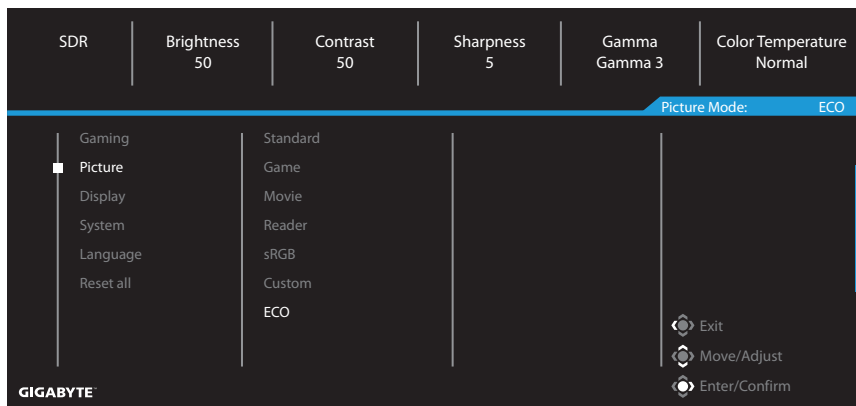 SDR
Brightness
50
Contrast
50
Sharpness
5
Gamma
Gamma 3
Color Temperature
Normal
Picture Mode: ECO
Gaming
Picture
Display
System
Language
Reset all
Standard
Game
Movie
Reader
sRGB
Custom
ECO
Exit
Move/Adjust
Enter/Confirm
GIGABYTE™